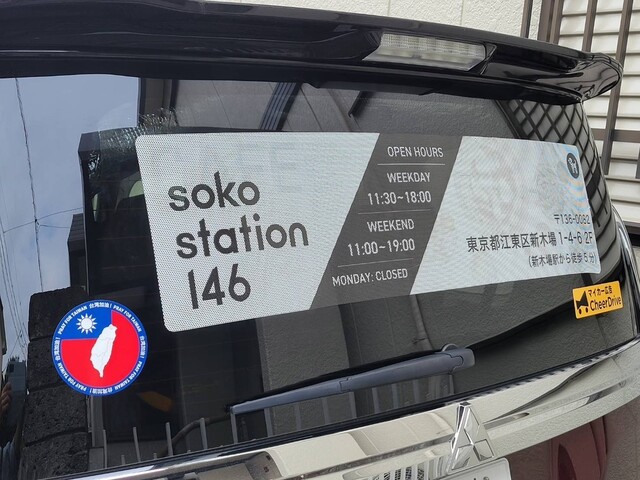 soko
station
146
OPEN HOURS
WEEKDAY
11:30~18:00
WEEKEND
11:00~19:00
MONDAY: CLOSED
〒136-0082
東京都江東区新木場1-4-6 2F
(新木場駅から徒歩5分)
マイカー広告
CheerDrive
台湾加油! PRAY FOR TAIWAN